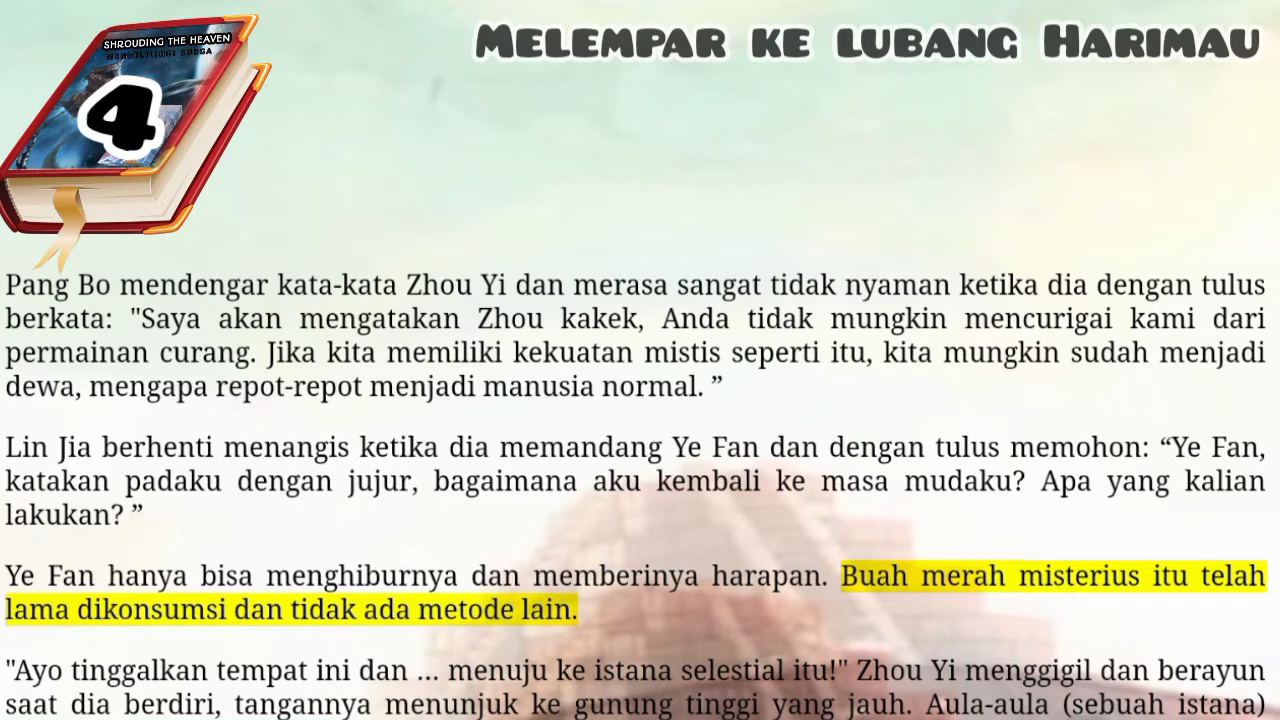 SHROUDING THE HEAVEN
4
Melempar ke lubang Harimau
Pang Bo mendengar kata-kata Zhou Yi dan merasa sangat tidak nyaman ketika dia dengan tulus
berkata: "Saya akan mengatakan Zhou kakek, Anda tidak mungkin mencurigai kami dari
permainan curang. Jika kita memiliki kekuatan mistis seperti itu, kita mungkin sudah menjadi
dewa, mengapa repot-repot menjadi manusia normal. ”
Lin Jia berhenti menangis ketika dia memandang Ye Fan dan dengan tulus memohon: “Ye Fan,
katakan padaku dengan jujur, bagaimana aku kembali ke masa mudaku? Apa yang kalian
lakukan? ”
Ye Fan hanya bisa menghiburnya dan memberinya harapan. Buah merah misterius itu telah
lama dikonsumsi dan tidak ada metode lain.
"Ayo tinggalkan tempat ini dan ... menuju ke istana selestial itu!" Zhou Yi menggigil dan berayun
saat dia berdiri, tangannya menunjuk ke gunung tinggi yang jauh. Aula-aula (sebuah istana)